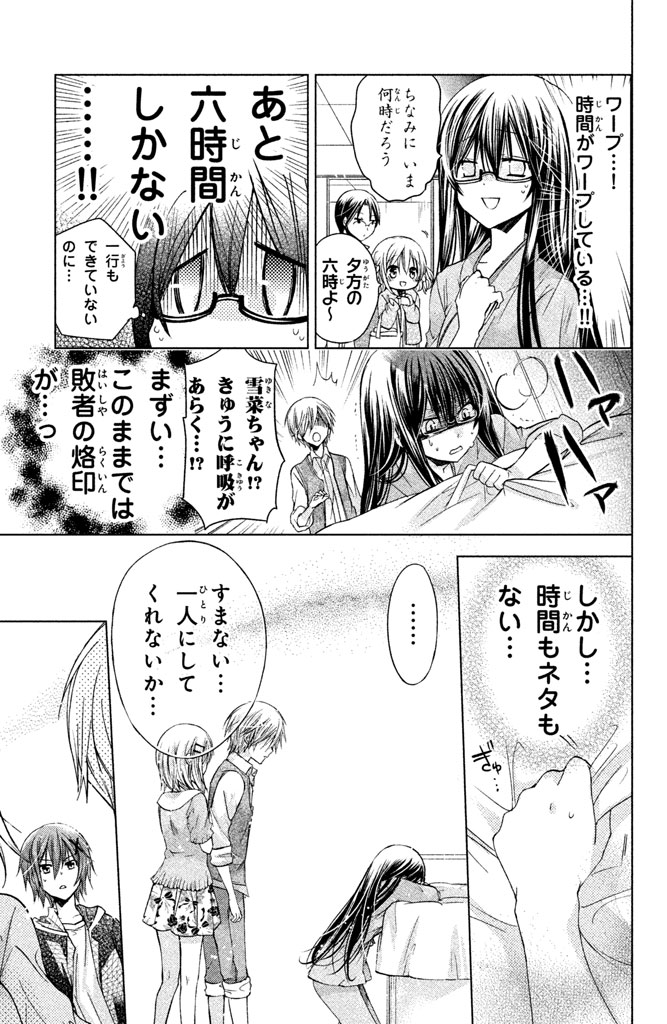 ワープ…!
時間がワープしている…!!
ちなみに いま
何時だろう
夕方の
六時よ〜
あと
六時間
しかない
……!!
一行も
できていない
のに…
ハァ
ハァ
雪菜ちゃん!?
きゅうに呼吸が
あらく…!?
まずい…
このままでは
敗者の烙印
が…っ
しかし…
時間もネタも
ない…
ぎゅ…
……
すまない…
一人にして
くれないか…